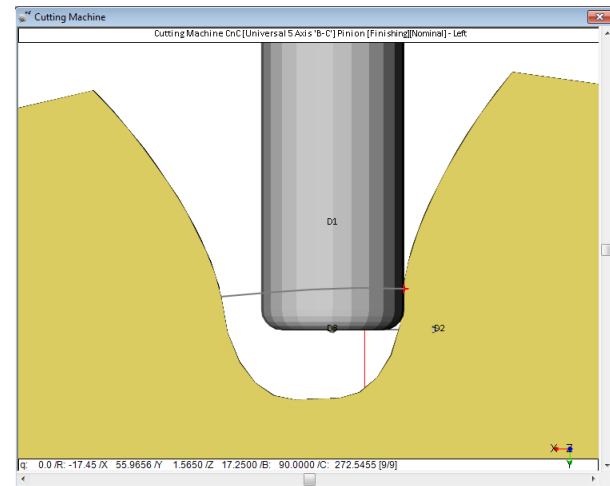 Cutting Machine
Cutting Machine CnC [Universal 5 Axis 'B-C'] Pinion [Finishing][Nominal] - Left
D1
D2
X Z
Y
q: 0.0 /R: -17.45 /X 55.9656 /Y 1.5650 /Z 17.2500 /B: 90.0000 /C: 272.5455 [9/9]